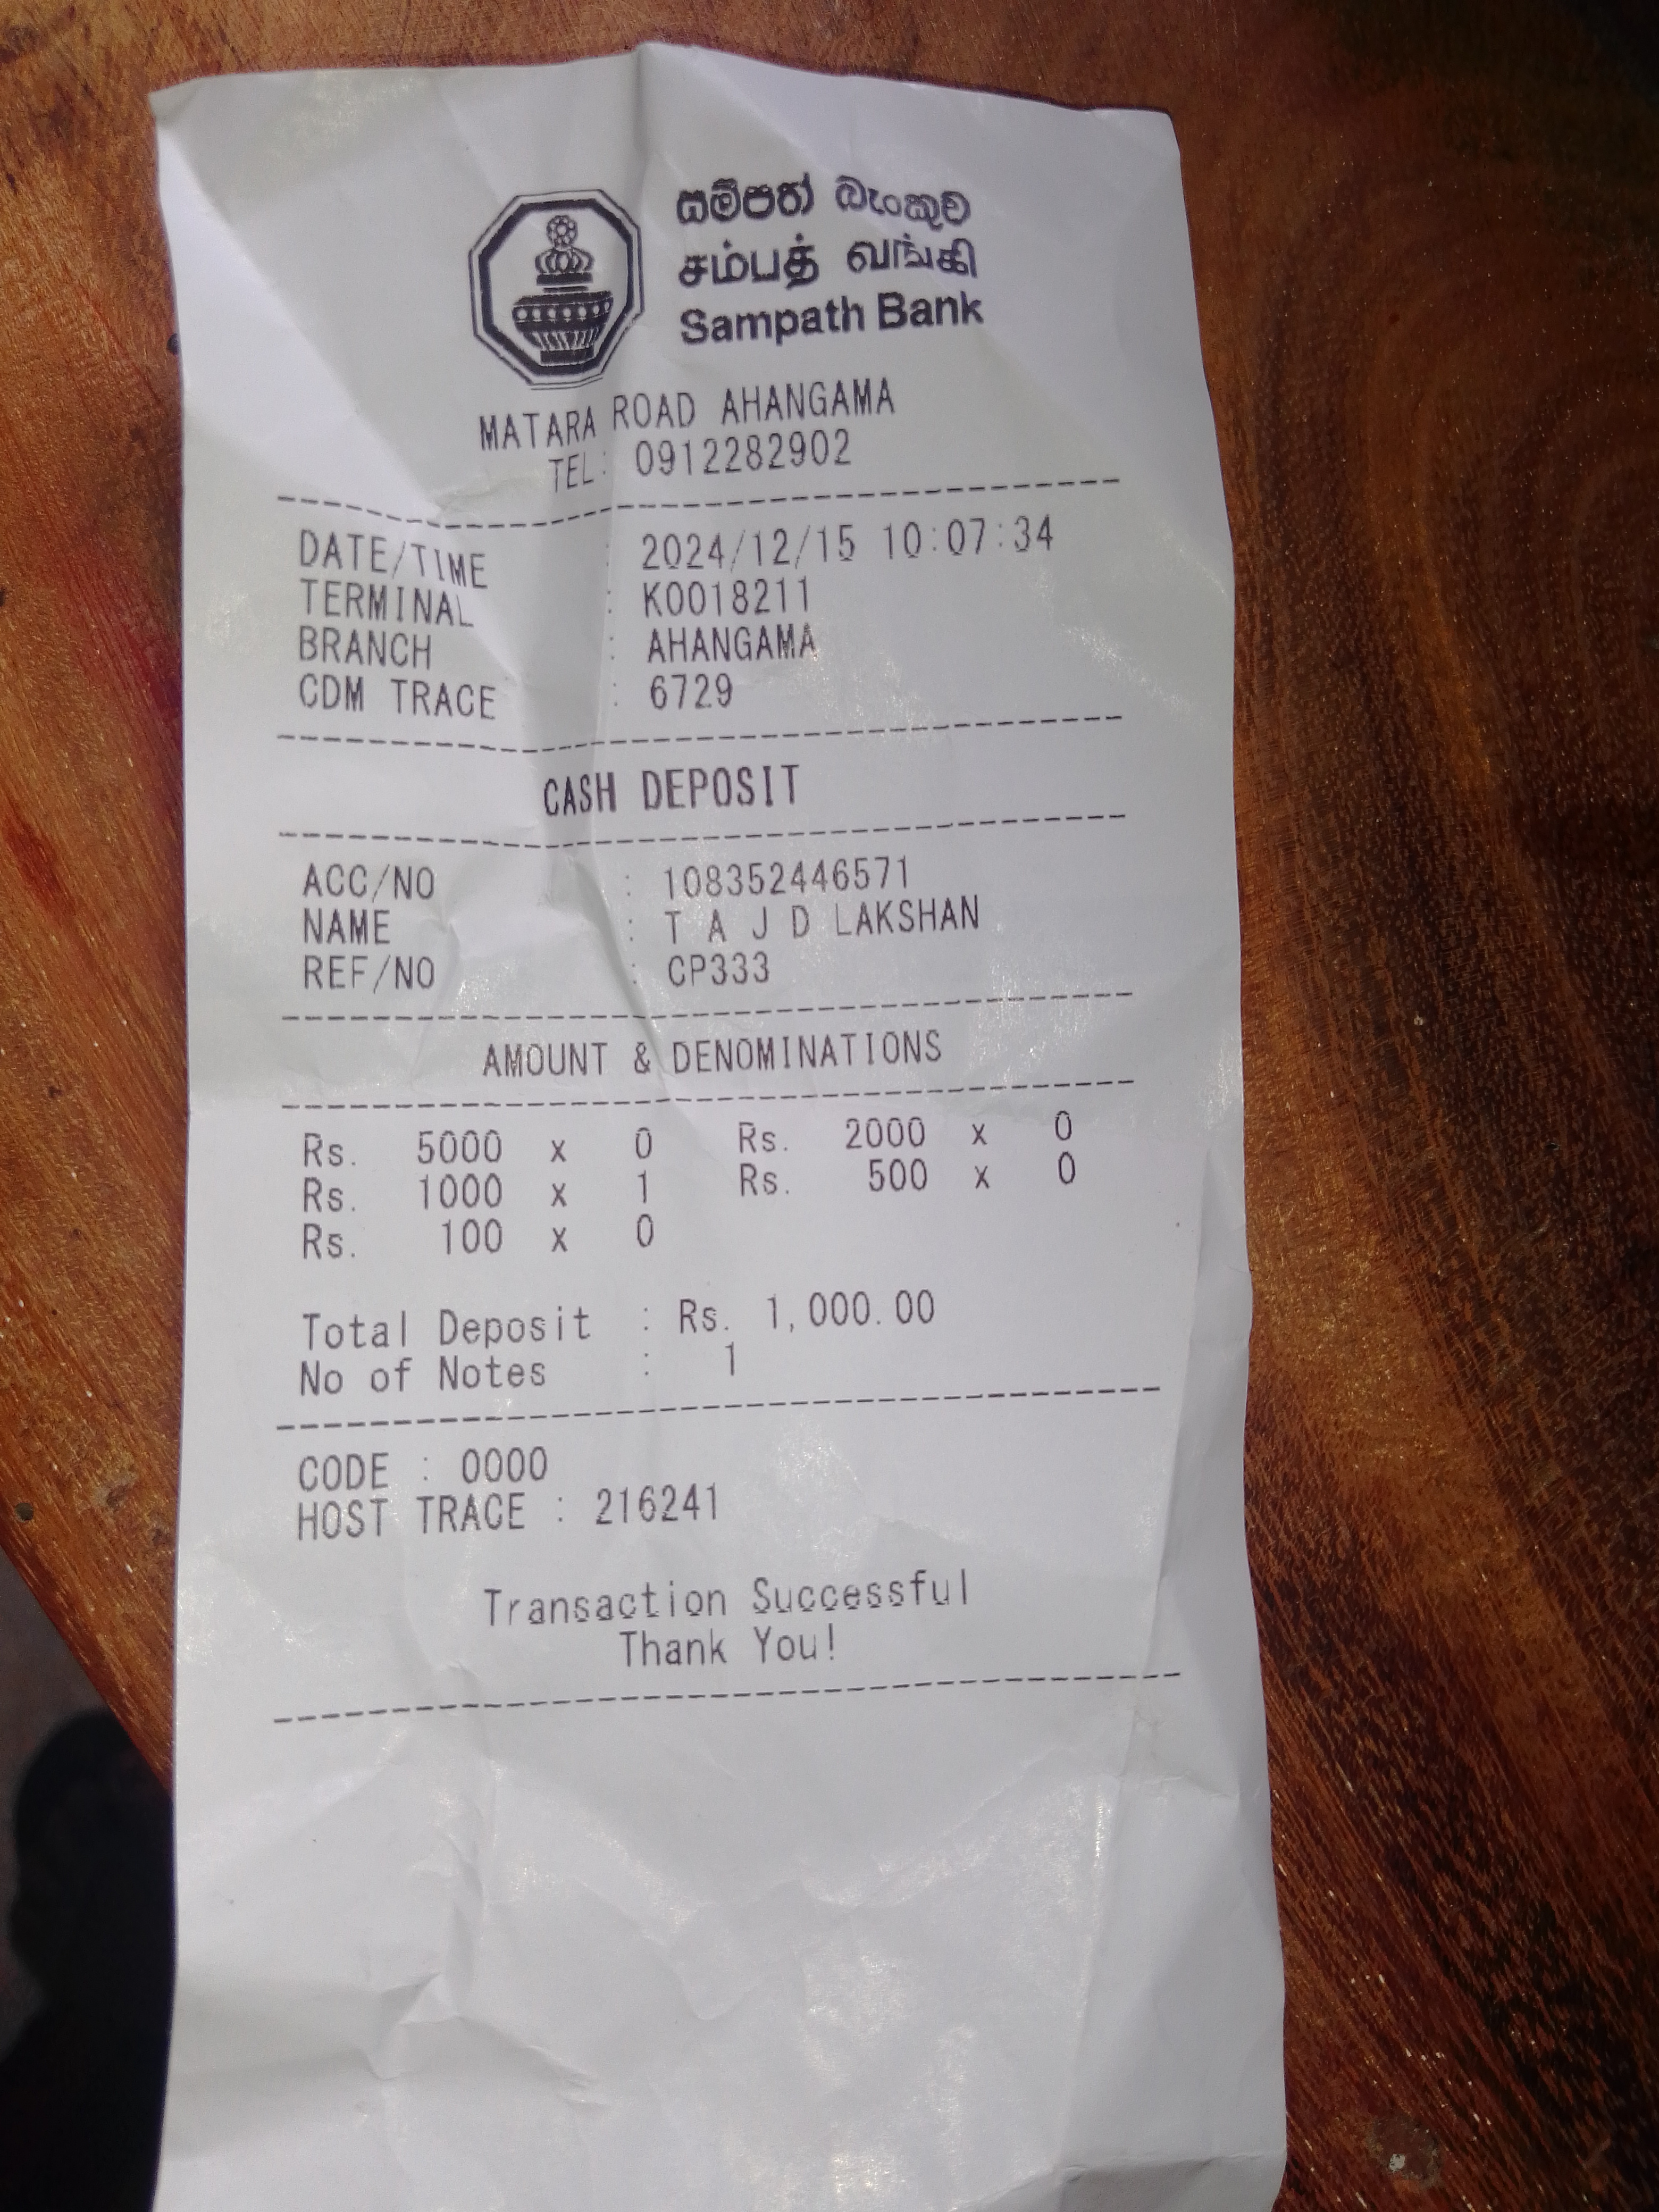 සම්පත් බැංකුව
சம்பத் வங்கி
Sampath Bank
MATARA ROAD AHANGAMA
TEL: 0912282902
DATE/TIME : 2024/12/15 10:07:34
TERMINAL : K0018211
BRANCH : AHANGAMA
CDM TRACE : 6729
CASH DEPOSIT
ACC/NO : 108352446571
NAME : T A J D LAKSHAN
REF/NO : CP333
AMOUNT & DENOMINATIONS
Rs. 5000 x 0 Rs. 2000 x 0
Rs. 1000 x 1 Rs. 500 x 0
Rs. 100 x 0
Total Deposit : Rs. 1,000.00
No of Notes : 1
CODE : 0000
HOST TRACE : 216241
Transaction Successful
Thank You!